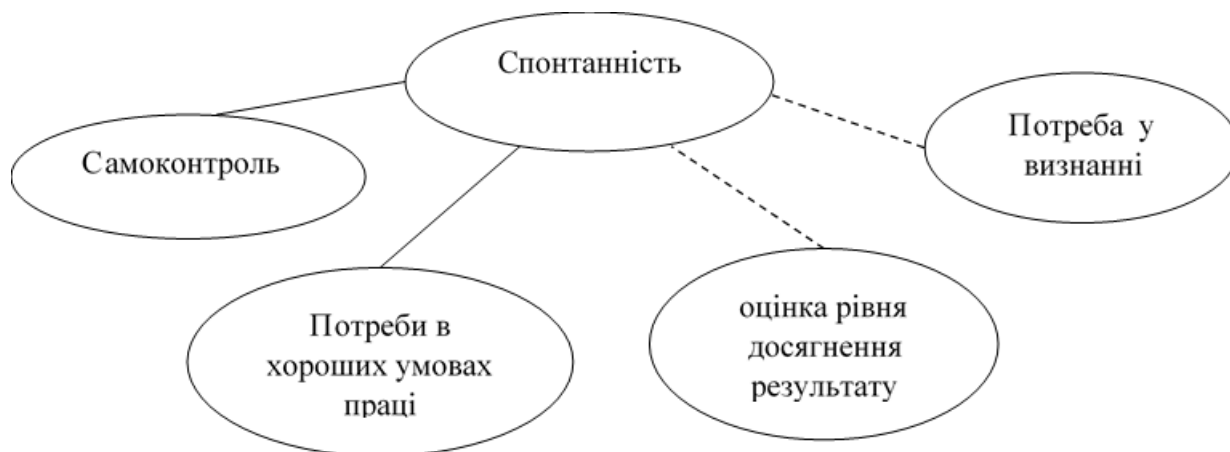 Спонтанність
Самоконтроль
Потреба у
визнанні
Потреби в
хороших умовах
праці
оцінка рівня
досягнення
результату